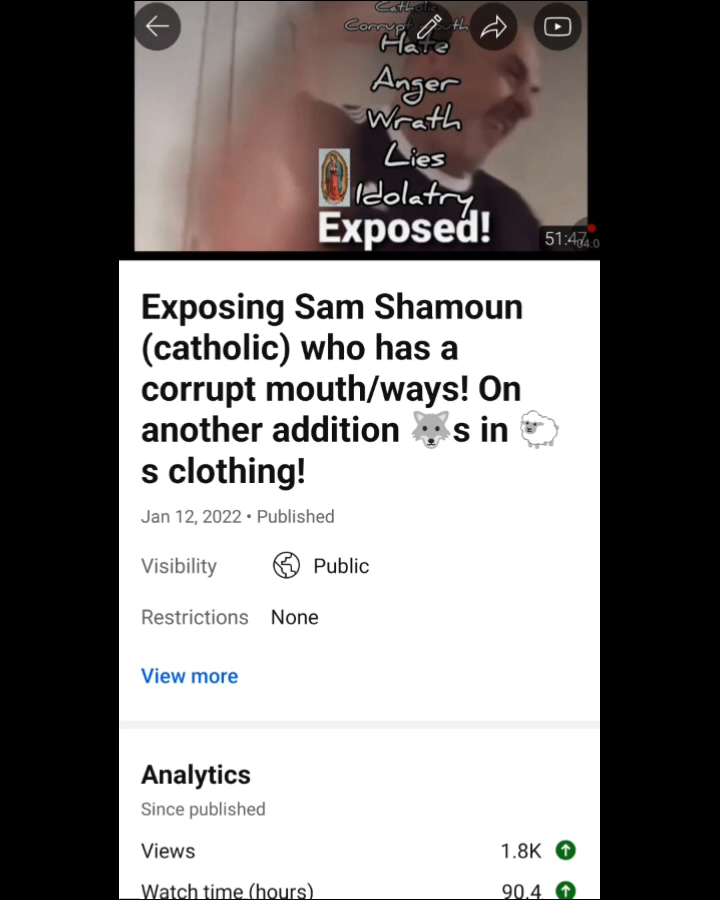 Catholic
Corrupt
Hate
Anger
Wrath
Lies
Idolatry
Exposed!
51:47
Exposing Sam Shamoun
(catholic) who has a
corrupt mouth/ways! On
another addition 🐺s in 🐑
s clothing!
Jan 12, 2022 • Published
Visibility Public
Restrictions None
View more
Analytics
Since published
Views 1.8K
Watch time (hours) 90.4